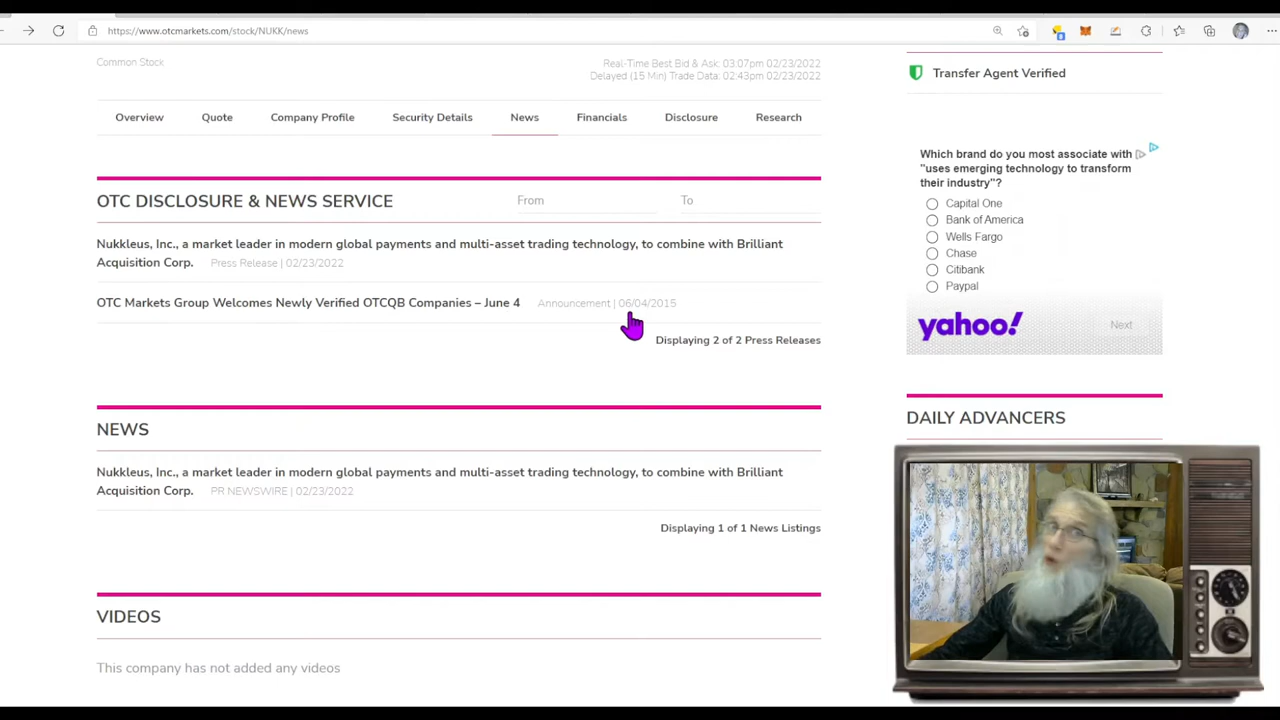 https://www.otcmarkets.com/stock/NUKK/news
Common Stock
Real-Time Best Bid & Ask: 03:07pm 02/23/2022
Delayed (15 Min) Trade Data: 02:43pm 02/23/2022
Overview Quote Company Profile Security Details News Financials Disclosure Research
OTC DISCLOSURE & NEWS SERVICE From To
Nukkleus, Inc., a market leader in modern global payments and multi-asset trading technology, to combine with Brilliant
Acquisition Corp. Press Release | 02/23/2022
OTC Markets Group Welcomes Newly Verified OTCQB Companies – June 4 Announcement | 06/04/2015
Displaying 2 of 2 Press Releases
NEWS
Nukkleus, Inc., a market leader in modern global payments and multi-asset trading technology, to combine with Brilliant
Acquisition Corp. PR NEWSWIRE | 02/23/2022
Displaying 1 of 1 News Listings
VIDEOS
This company has not added any videos
Transfer Agent Verified
Which brand do you most associate with
"uses emerging technology to transform
their industry"?
Capital One
Bank of America
Wells Fargo
Chase
Citibank
Paypal
yahoo! Next
DAILY ADVANCERS